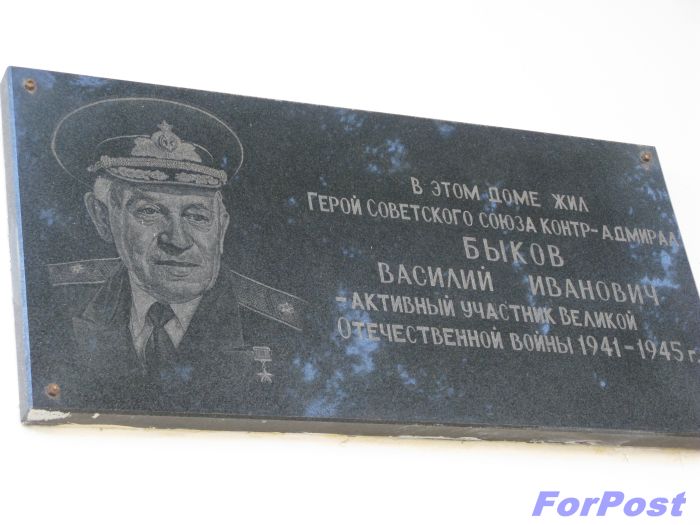 В ЭТОМ ДОМЕ ЖИЛ
ГЕРОЙ СОВЕТСКОГО СОЮЗА КОНТР-АДМИРАЛ
БЫКОВ
ВАСИЛИЙ ИВАНОВИЧ
-АКТИВНЫЙ УЧАСТНИК ВЕЛИКОЙ
ОТЕЧЕСТВЕННОЙ ВОЙНЫ 1941-1945 г.
ForPost